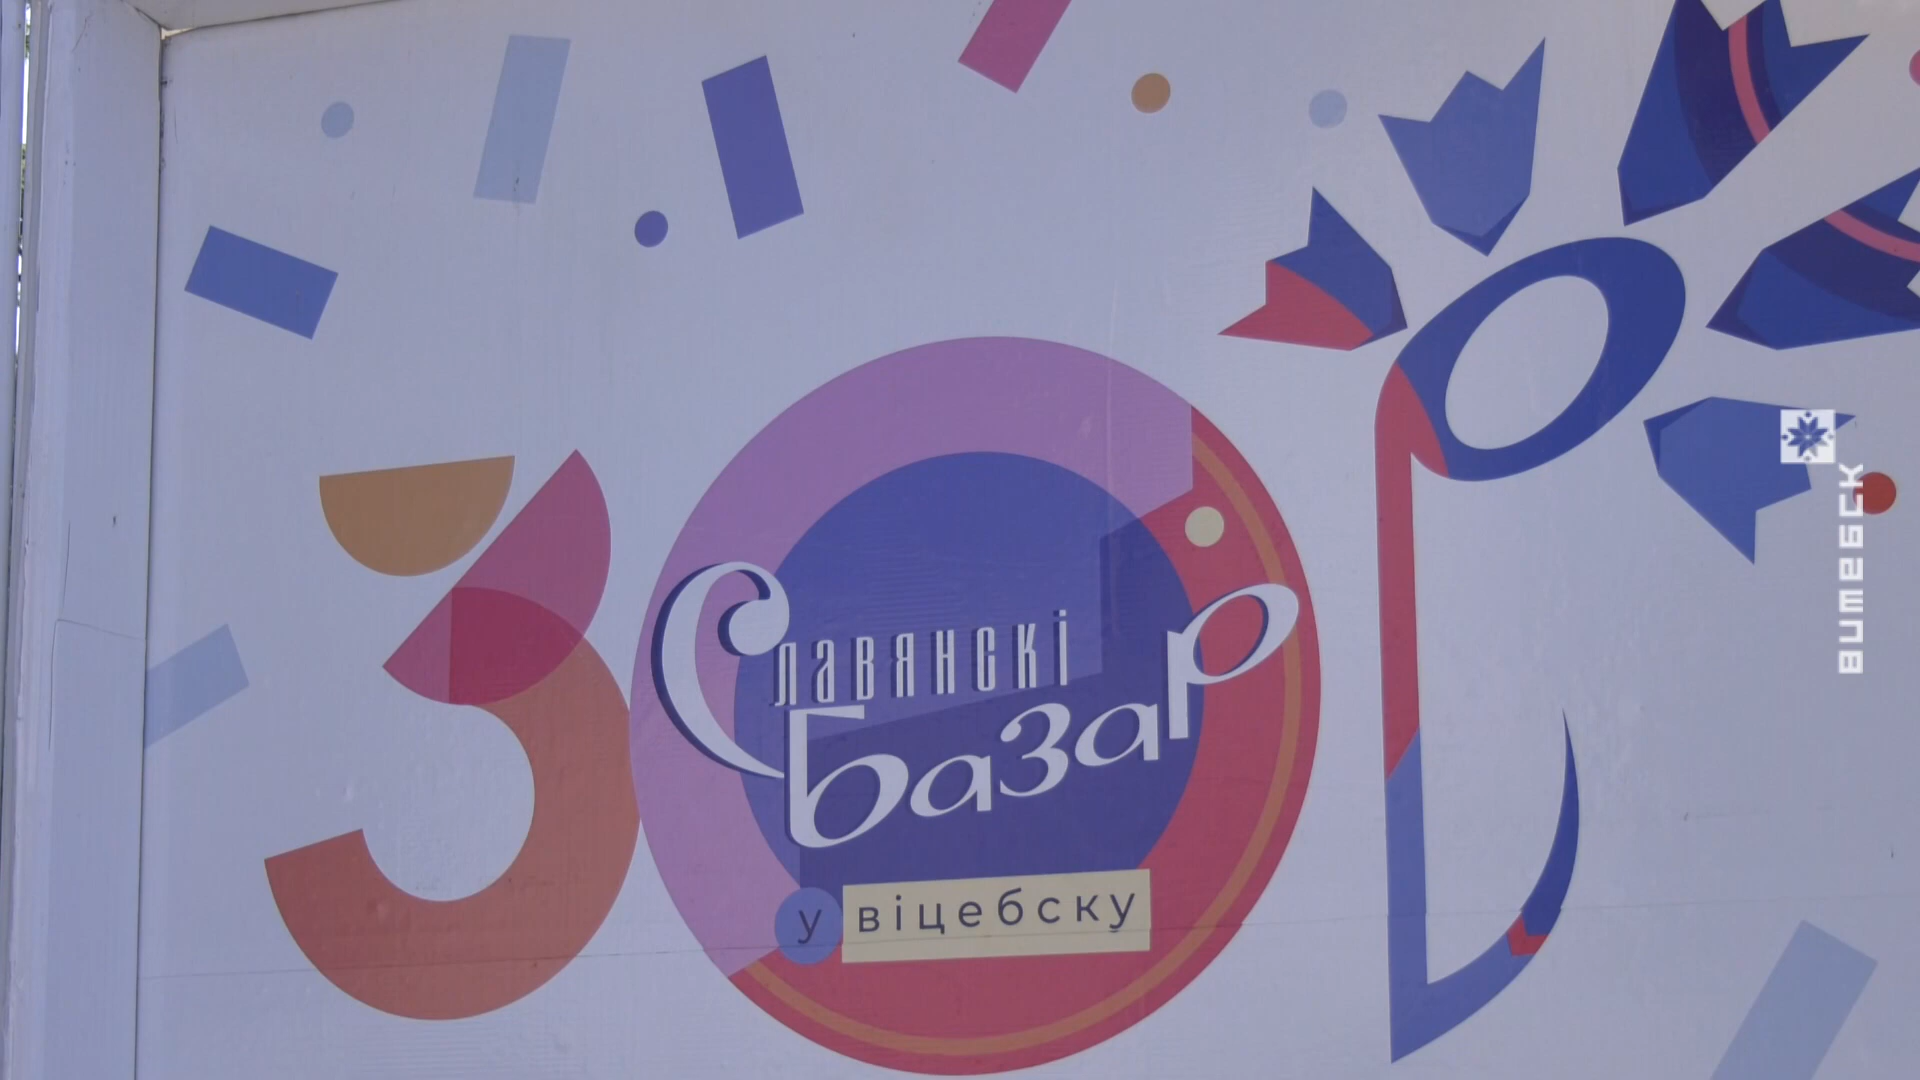 30
Славянскі
базар
у віцебску
Витебск